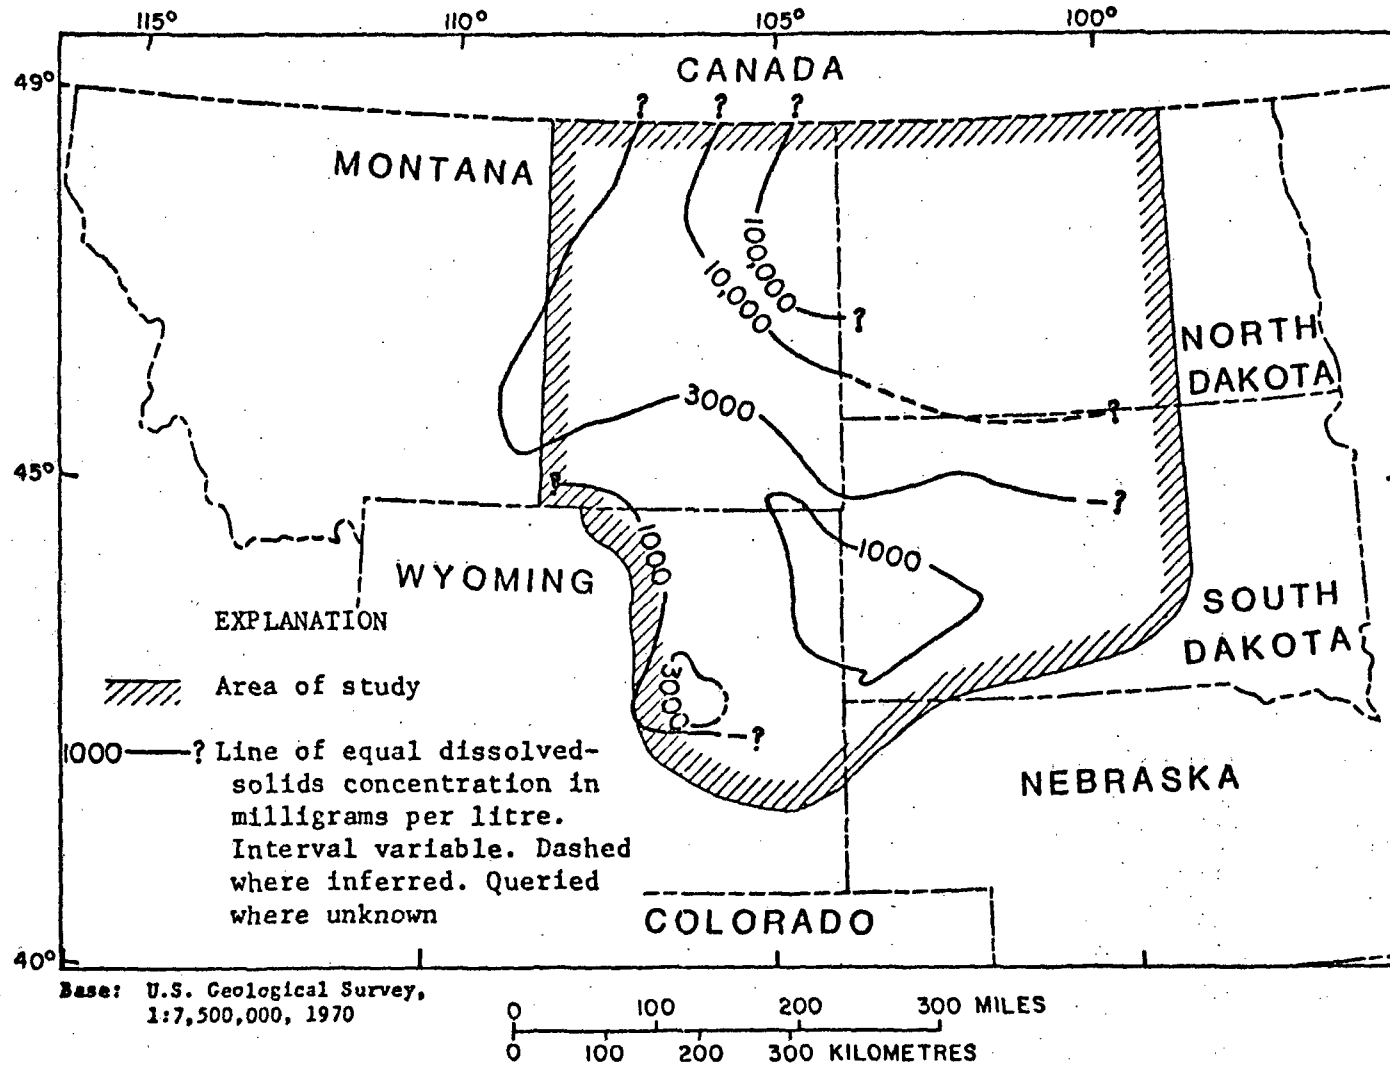 115° 110° 105° 100°
49°
CANADA
? ? ?
MONTANA
100,000
10,000
?
NORTH
DAKOTA
3000
?
45°
?
?
1000
1000
WYOMING
SOUTH
DAKOTA
EXPLANATION
Area of study
3000
?
1000 ? Line of equal dissolved-
solids concentration in
milligrams per litre.
Interval variable. Dashed
where inferred. Queried
where unknown
NEBRASKA
COLORADO
40°
Base: U.S. Geological Survey,
1:7,500,000, 1970
0 100 200 300 MILES
0 100 200 300 KILOMETRES